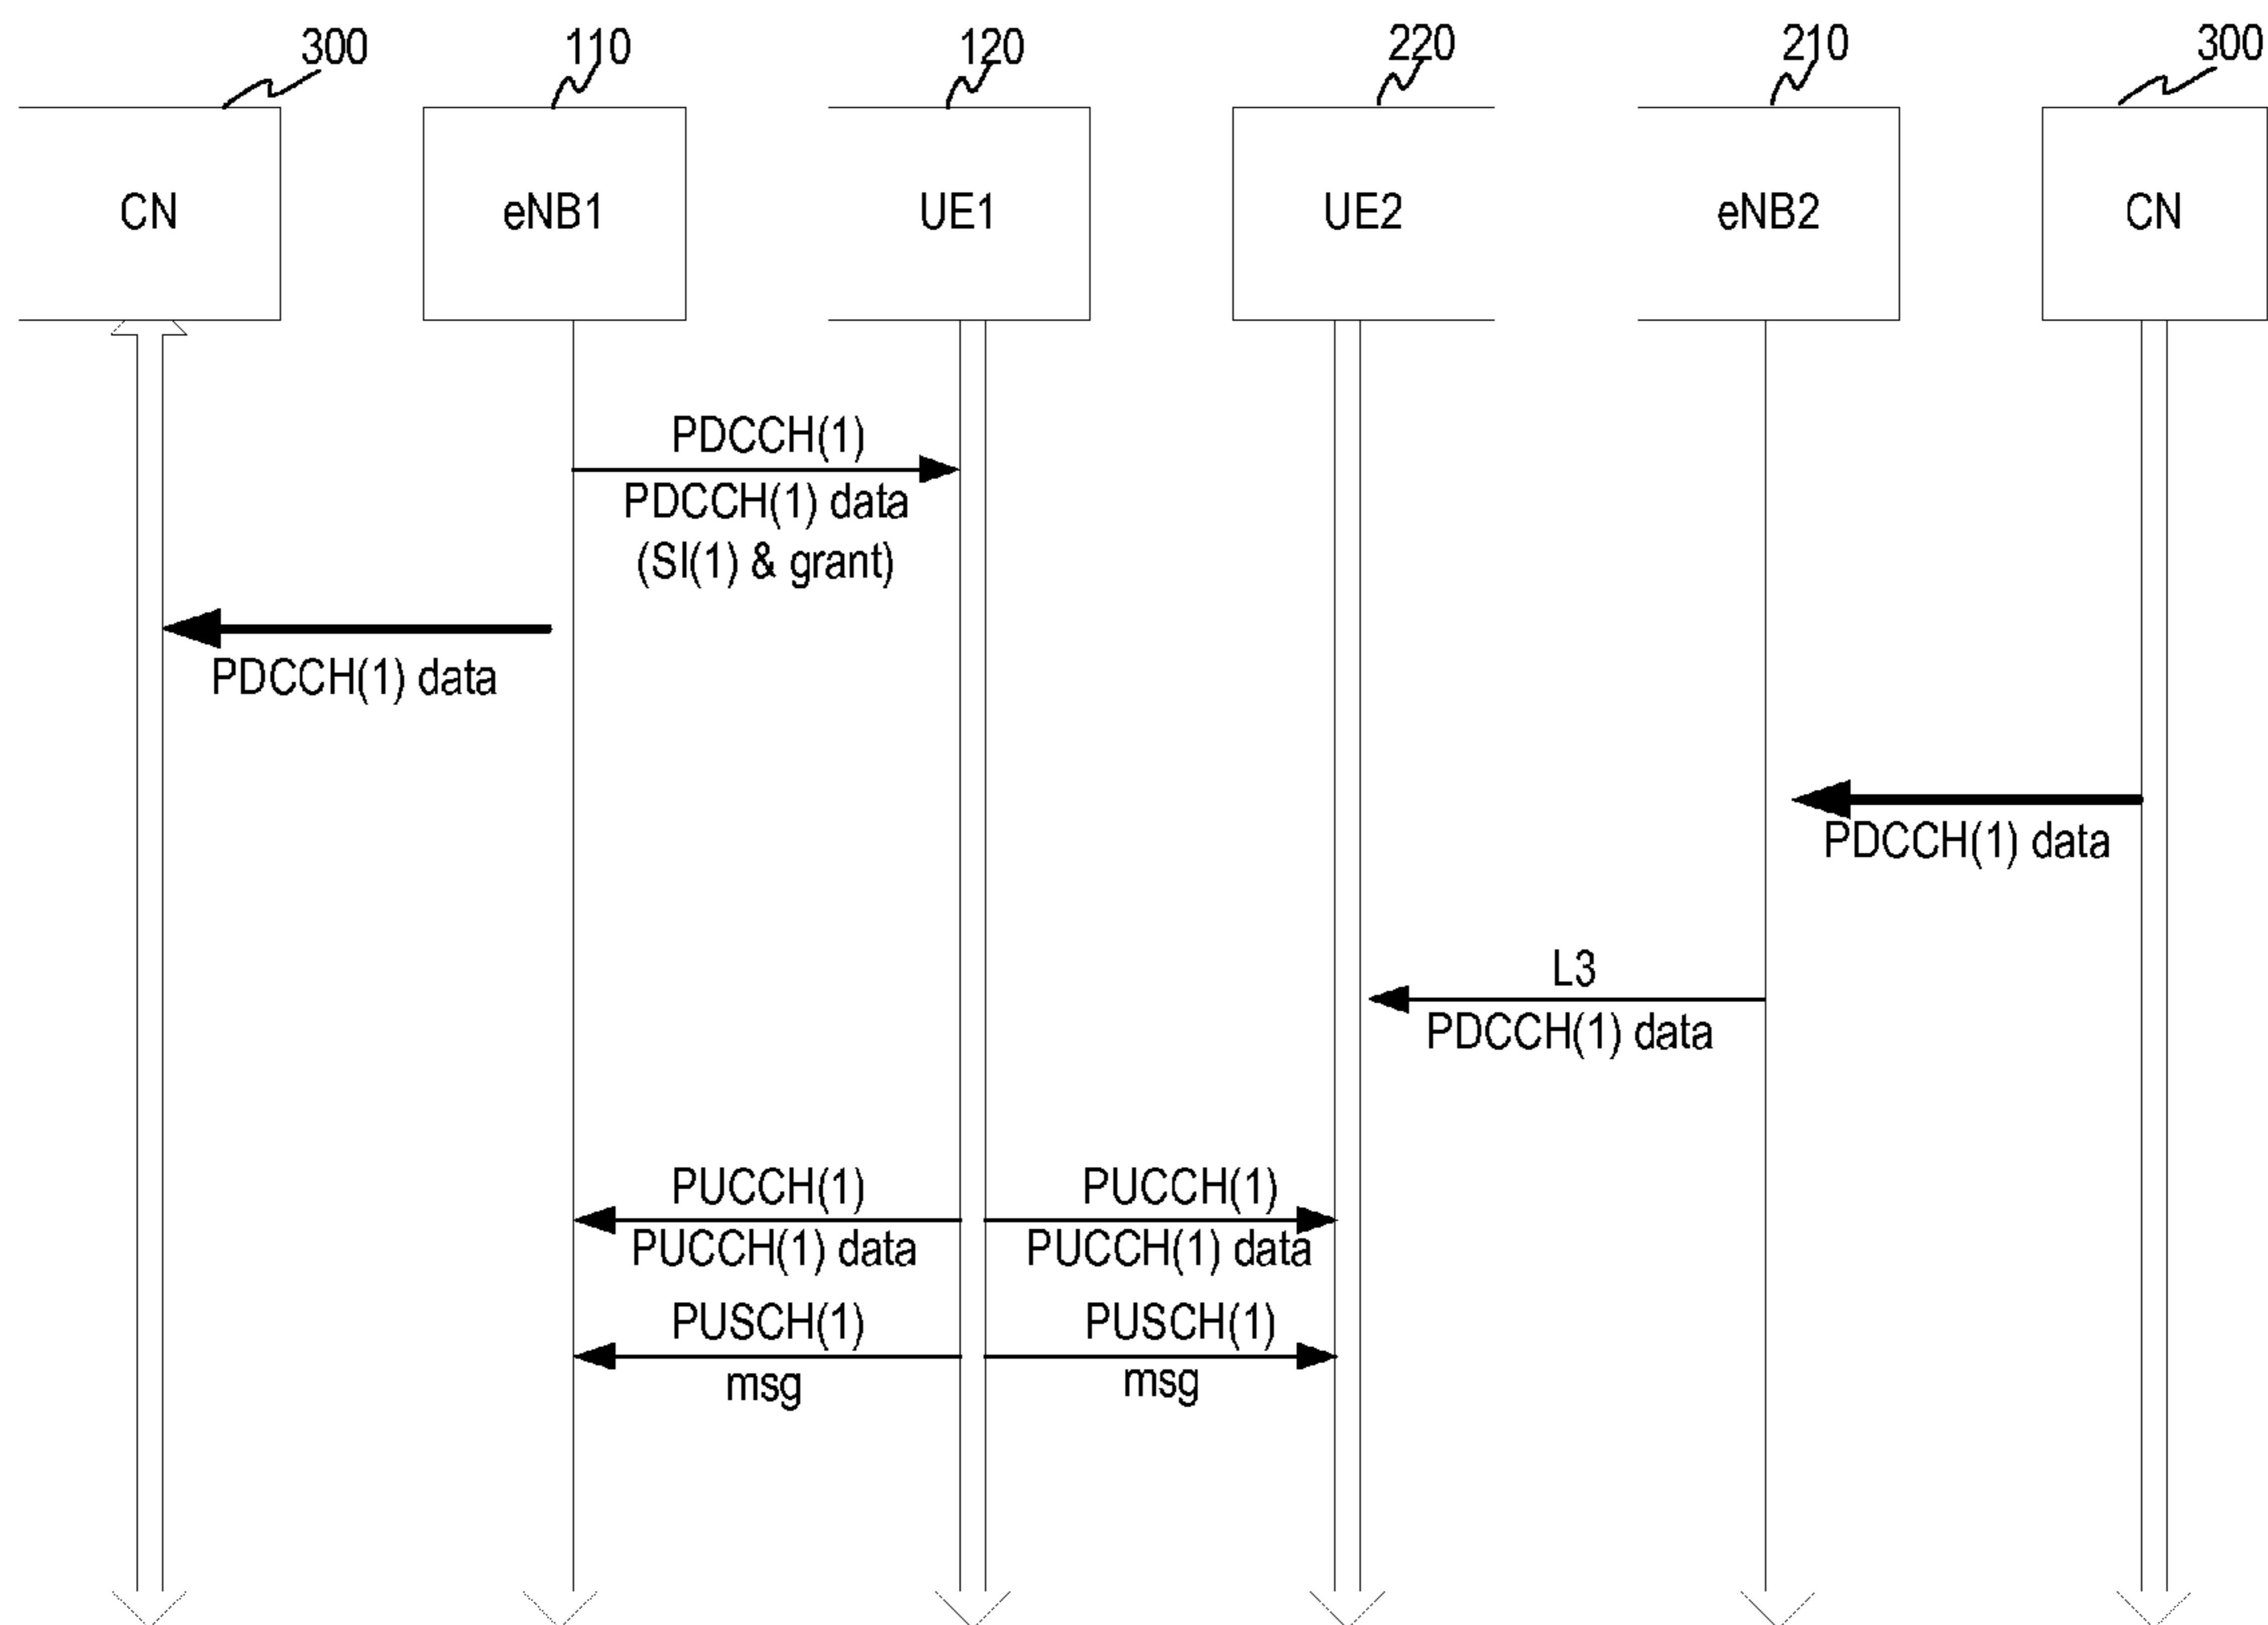 300
110
120
220
210
300
CN
eNB1
UE1
UE2
eNB2
CN
PDCCH(1)
PDCCH(1) data
(SI(1) & grant)
PDCCH(1) data
PDCCH(1) data
L3
PDCCH(1) data
PUCCH(1)
PUCCH(1)
PUCCH(1) data
PUCCH(1) data
PUSCH(1)
PUSCH(1)
msg
msg